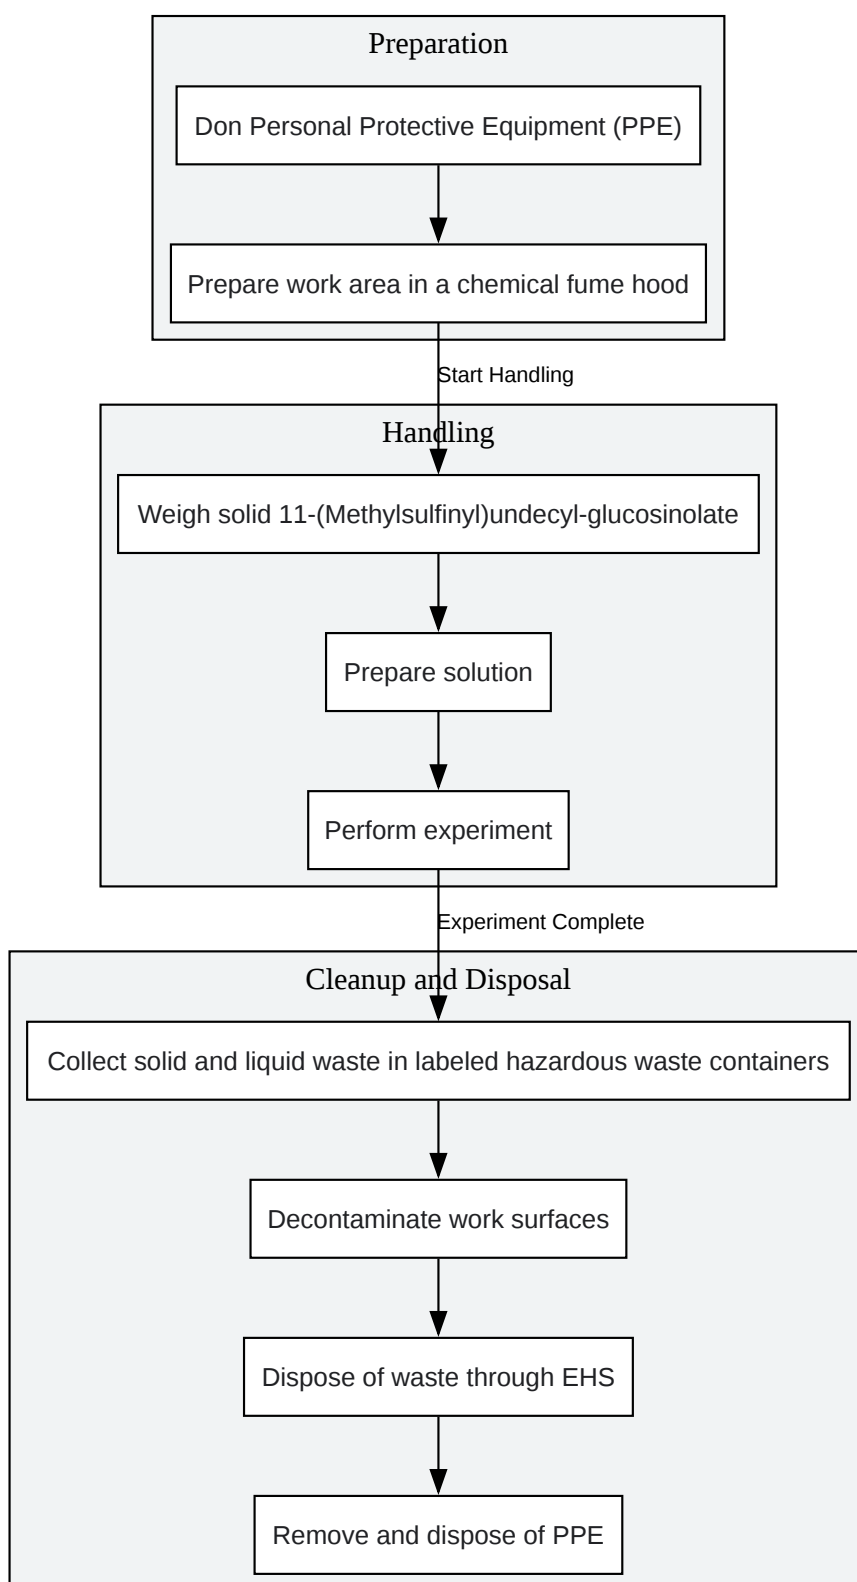 Preparation
Don Personal Protective Equipment (PPE)
Prepare work area in a chemical fume hood
Start Handling
Handling
Weigh solid 11-(Methylsulfinyl)undecyl-glucosinolate
Prepare solution
Perform experiment
Experiment Complete
Cleanup and Disposal
Collect solid and liquid waste in labeled hazardous waste containers
Decontaminate work surfaces
Dispose of waste through EHS
Remove and dispose of PPE